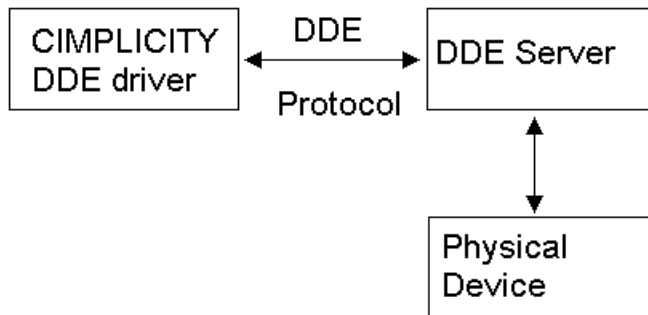 CIMPLICITY
DDE driver
DDE
Protocol
DDE Server
Physical
Device